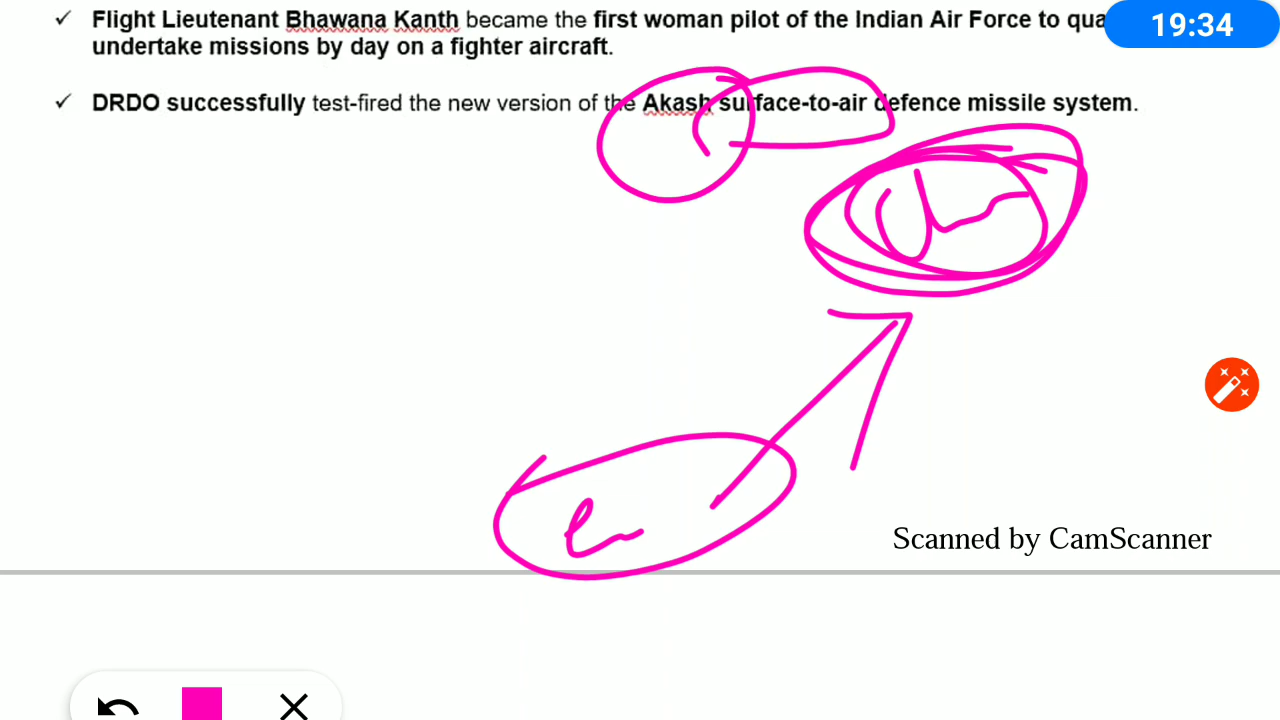 ✓ Flight Lieutenant Bhawana Kanth became the first woman pilot of the Indian Air Force to qua
19:34
undertake missions by day on a fighter aircraft.
✓ DRDO successfully test-fired the new version of the Akash surface-to-air defence missile system.
Scanned by CamScanner